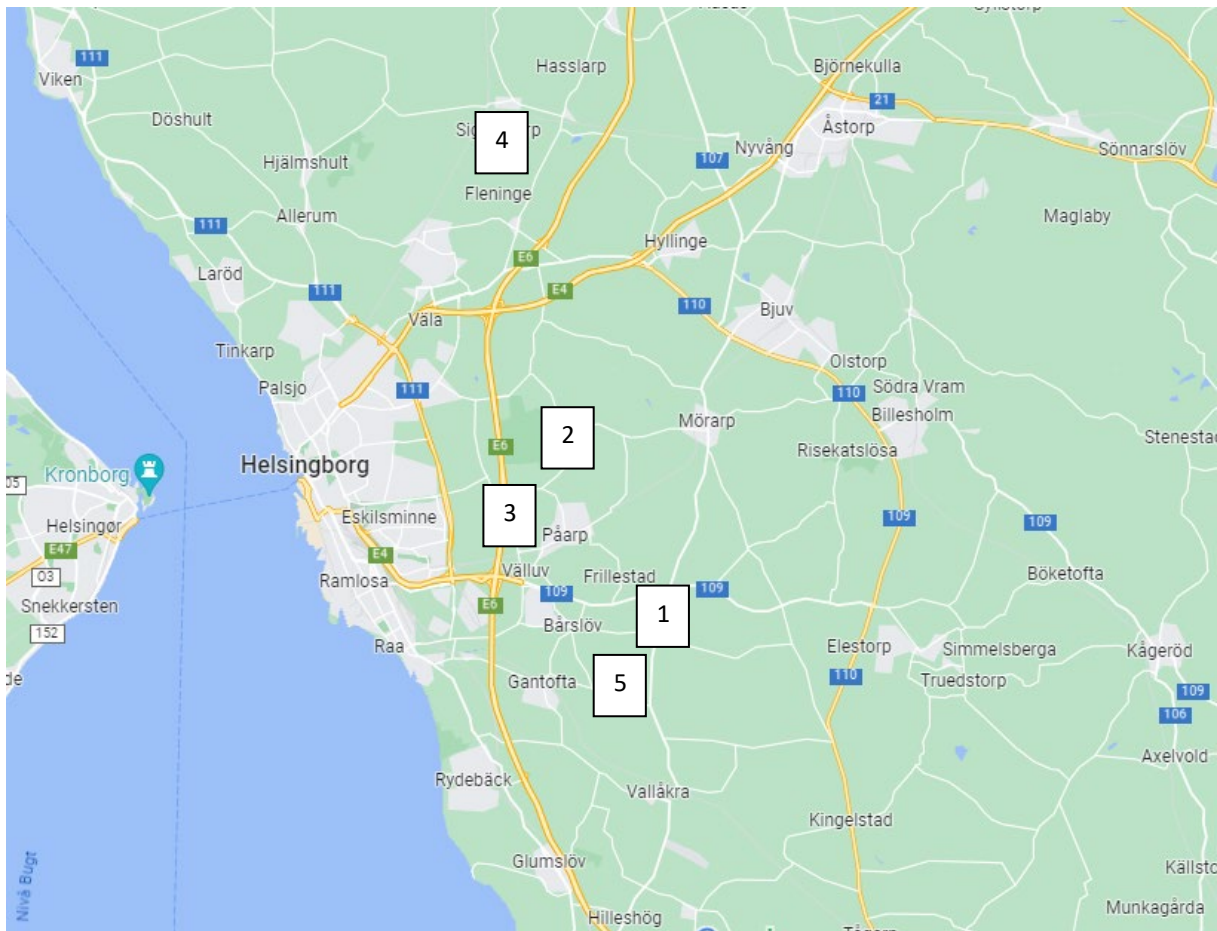 Hasslarp
Björnekulla
111
Viken
21
Döshult
Åstorp
4
Nyvång
Sönnarslöv
107
Hjälmshult
Fleninge
Allerum
Maglaby
111
Hyllinge
E6
Laröd
111
E4
110
Bjuv
Väla
Tinkarp
Olstorp
Palsjo
111
110
Södra Vram
Billesholm
Mörarp
2
Stenestad
E6
Risekatslösa
Helsingborg
Kronborg
05
3
Eskilsminne
109
109
Helsingør
Påarp
E47
E4
Välluv
Frillestad
Böketofta
03
Ramlosa
109
109
Snekkersten
E6
1
152
Bårslöv
Raa
Elestorp
Simmelsberga
Kågeröd
de
Gantofta
5
110
Truedstorp
109
106
Axelvold
Rydebäck
Vallåkra
Kingelstad
Glumslöv
Nivå Bugt
Munkagårda
Hilleshög